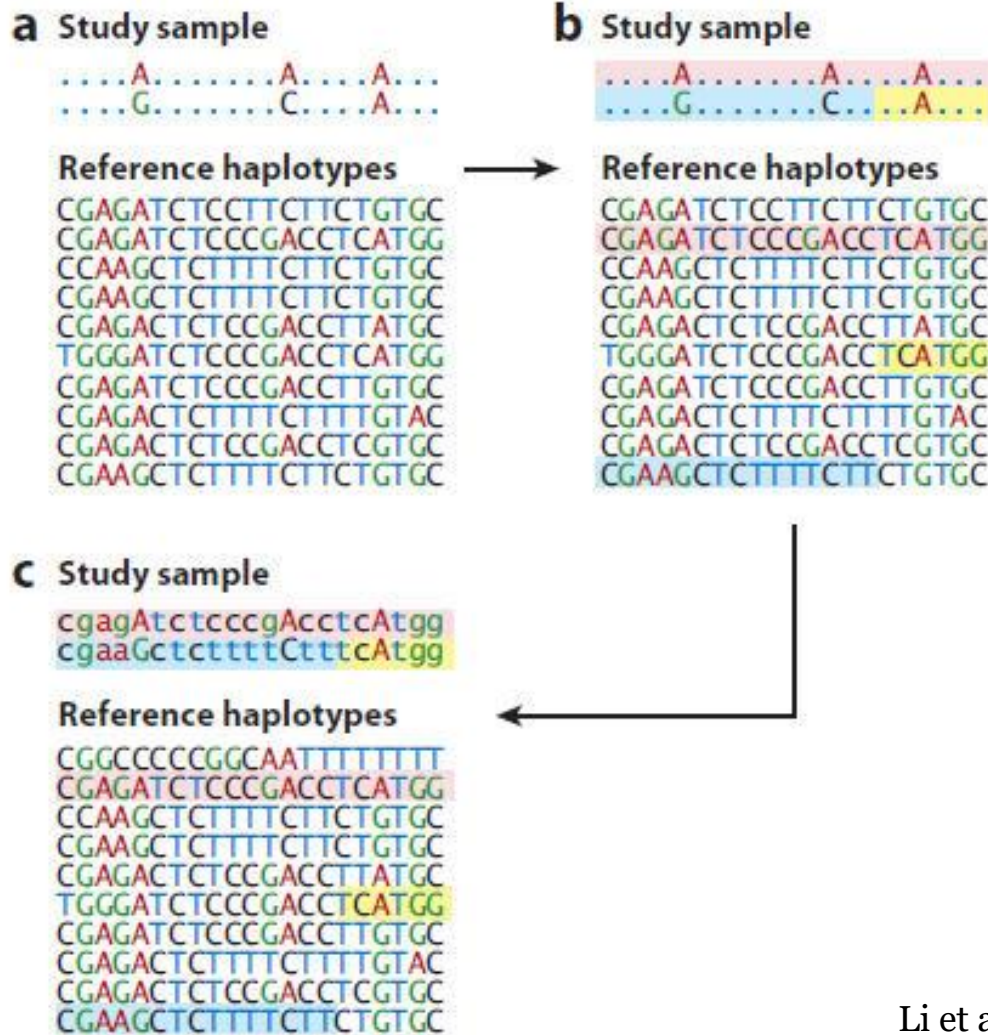 a Study sample
....A.......A....A...
....G.......C....A...
Reference haplotypes
CGAGATCTCCTTCTTCTGTGC
CGAGATCTCCCGACCTCATGG
CCAAGCTCTTTTCTTCTGTGC
CGAAGCTCTTTTCTTCTGTGC
CGAGACTCTCCGACCTTATGC
TGGGATCTCCCGACCTCATGG
CGAGATCTCCCGACCTTGTGC
CGAGACTCTTTTCTTTTGTAC
CGAGACTCTCCGACCTCGTGC
CGAAGCTCTTTTCTTCTGTGC
b Study sample
....A.......A....A...
....G.......C....A...
Reference haplotypes
CGAGATCTCCTTCTTCTGTGC
CGAGATCTCCCGACCTCATGG
CCAAGCTCTTTTCTTCTGTGC
CGAAGCTCTTTTCTTCTGTGC
CGAGACTCTCCGACCTTATGC
TGGGATCTCCCGACCTCATGG
CGAGATCTCCCGACCTTGTGC
CGAGACTCTTTTCTTTTGTAC
CGAGACTCTCCGACCTCGTGC
CGAAGCTCTTTTCTTCTGTGC
c Study sample
cgagAtctcccgAcctcAtgg
cgaaGctcttttCtttcAtgg
Reference haplotypes
CGGCCCCCGGCAATTTTTTTT
CGAGATCTCCCGACCTCATGG
CCAAGCTCTTTTCTTCTGTGC
CGAAGCTCTTTTCTTCTGTGC
CGAGACTCTCCGACCTTATGC
TGGGATCTCCCGACCTCATGG
CGAGATCTCCCGACCTTGTGC
CGAGACTCTTTTCTTTTGTAC
CGAGACTCTCCGACCTCGTGC
CGAAGCTCTTTTCTTCTGTGC
Li et a